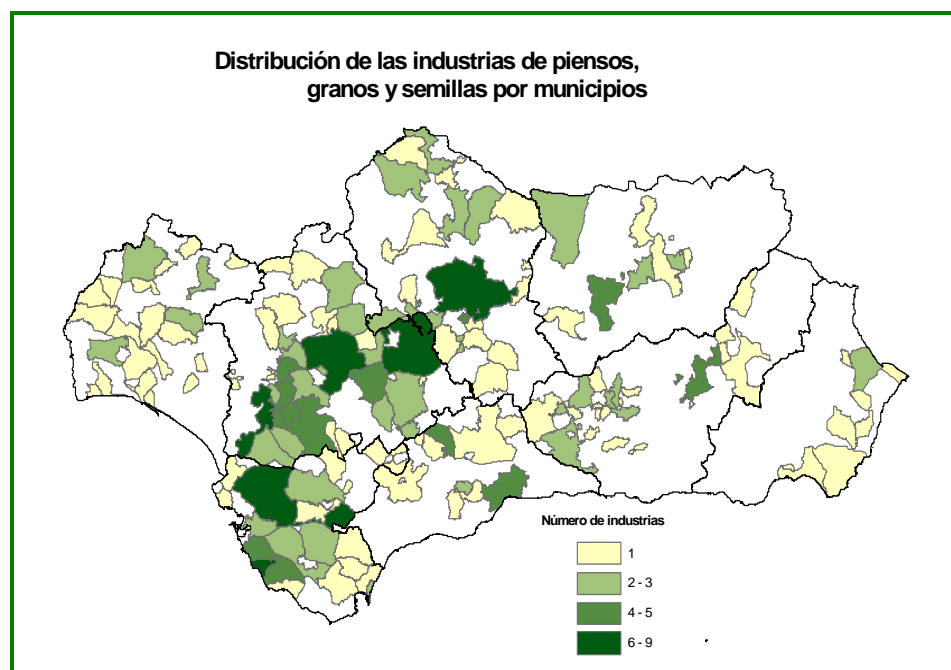 Distribución de las industrias de piensos,
granos y semillas por municipios
Número de industrias
1
2 - 3
4 - 5
6 - 9